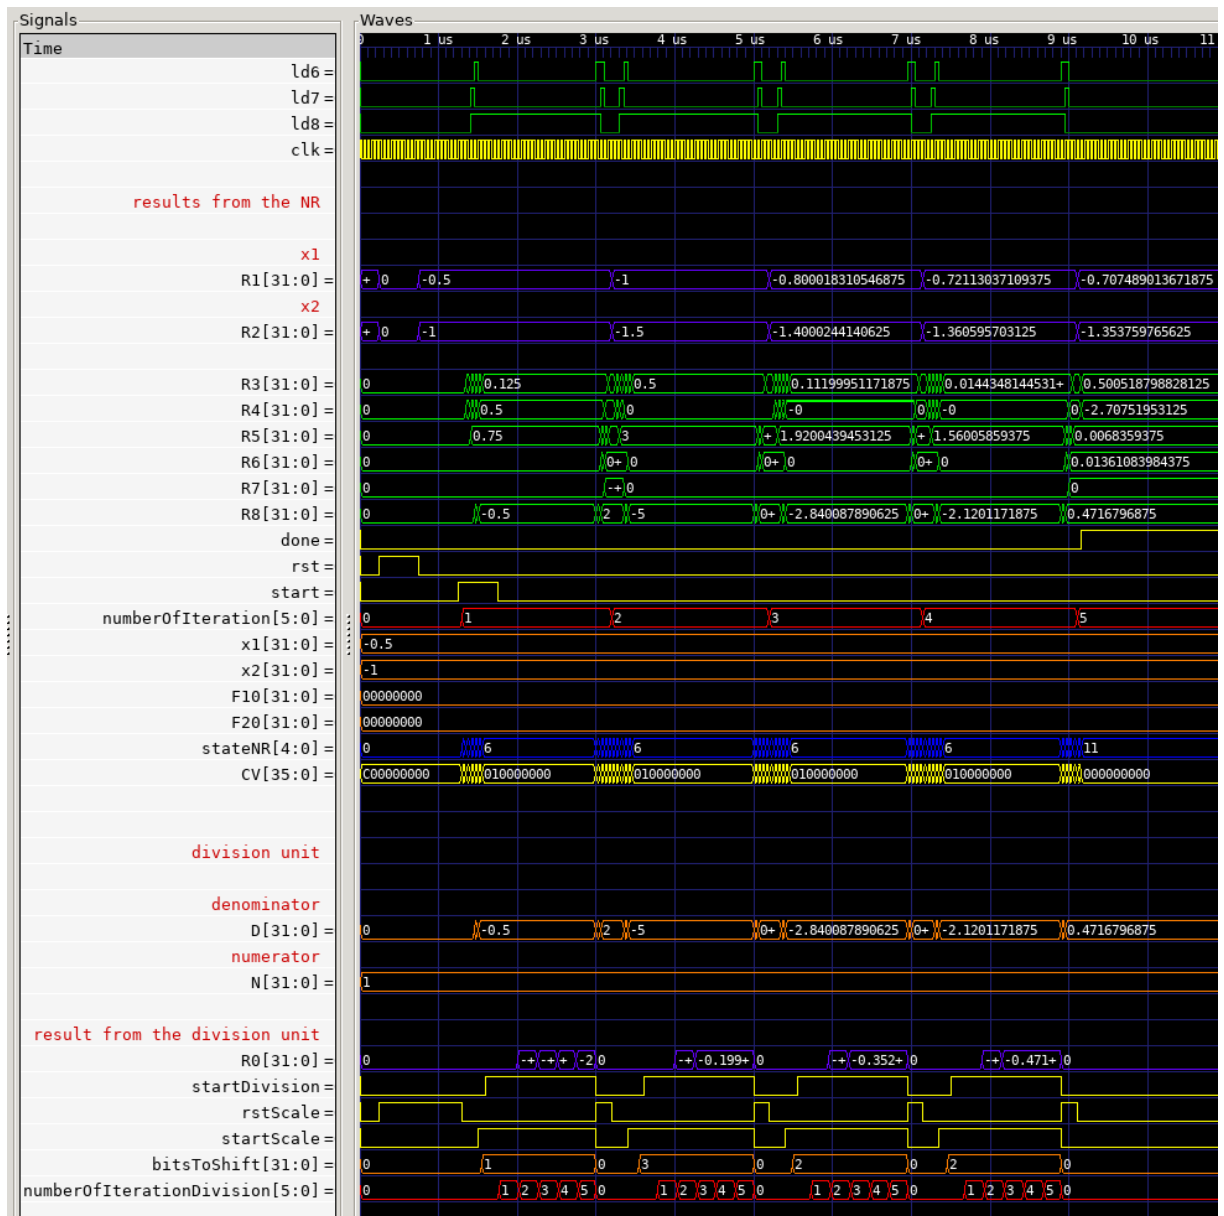 Signals Waves
Time 0 1 us 2 us 3 us 4 us 5 us 6 us 7 us 8 us 9 us 10 us 11
ld6 =
ld7 =
ld8 =
clk =
results from the NR
x1
R1[31:0] = + 0 -0.5 -1 -0.800018310546875 -0.72113037109375 -0.707489013671875
x2
R2[31:0] = + 0 -1 -1.5 -1.4000244140625 -1.360595703125 -1.353759765625
R3[31:0] = 0 0.125 0.5 0.11199951171875 0.0144348144531+ 0.500518798828125
R4[31:0] = 0 0.5 0 -0 0 -0 0 -2.70751953125
R5[31:0] = 0 0.75 3 + 1.9200439453125 + 1.56005859375 0.0068359375
R6[31:0] = 0 0+ 0 0+ 0 0+ 0 0.01361083984375
R7[31:0] = 0 -+ 0 0
R8[31:0] = 0 -0.5 2 -5 0+ -2.840087890625 0+ -2.1201171875 0.4716796875
done =
rst =
start =
numberOfIteration[5:0] = 0 1 2 3 4 5
x1[31:0] = -0.5
x2[31:0] = -1
F10[31:0] = 00000000
F20[31:0] = 00000000
stateNR[4:0] = 0 6 6 6 6 11
CV[35:0] = C00000000 010000000 010000000 010000000 010000000 000000000
division unit
denominator
D[31:0] = 0 -0.5 2 -5 0+ -2.840087890625 0+ -2.1201171875 0.4716796875
numerator
N[31:0] = 1
result from the division unit
R0[31:0] = 0 -+ -+ + -2 0 -+ -0.199+ 0 -+ -0.352+ 0 -+ -0.471+ 0
startDivision =
rstScale =
startScale =
bitsToShift[31:0] = 0 1 0 3 0 2 0 2 0
numberOfIterationDivision[5:0] = 0 1 2 3 4 5 0 1 2 3 4 5 0 1 2 3 4 5 0 1 2 3 4 5 0